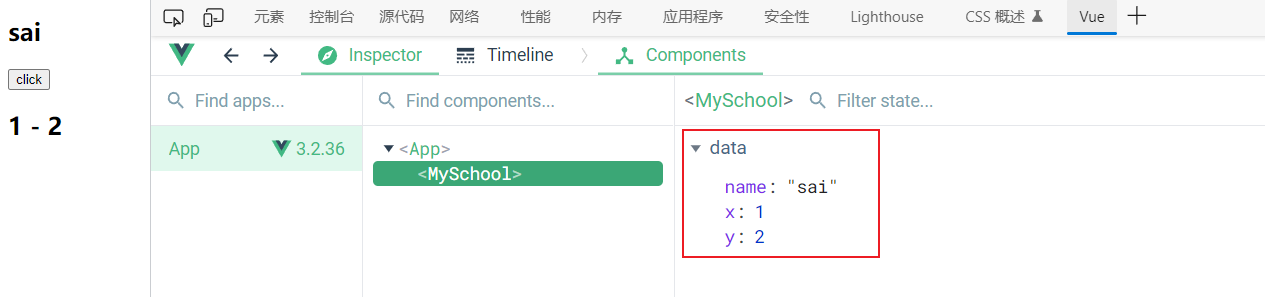 sai
click
1 - 2
元素 控制台 源代码 网络 性能 内存 应用程序 安全性 Lighthouse CSS 概述 Vue
Inspector Timeline Components
Find apps... Find components... <MySchool> Filter state...
App 3.2.36
<App>
<MySchool>
data
name: "sai"
x: 1
y: 2